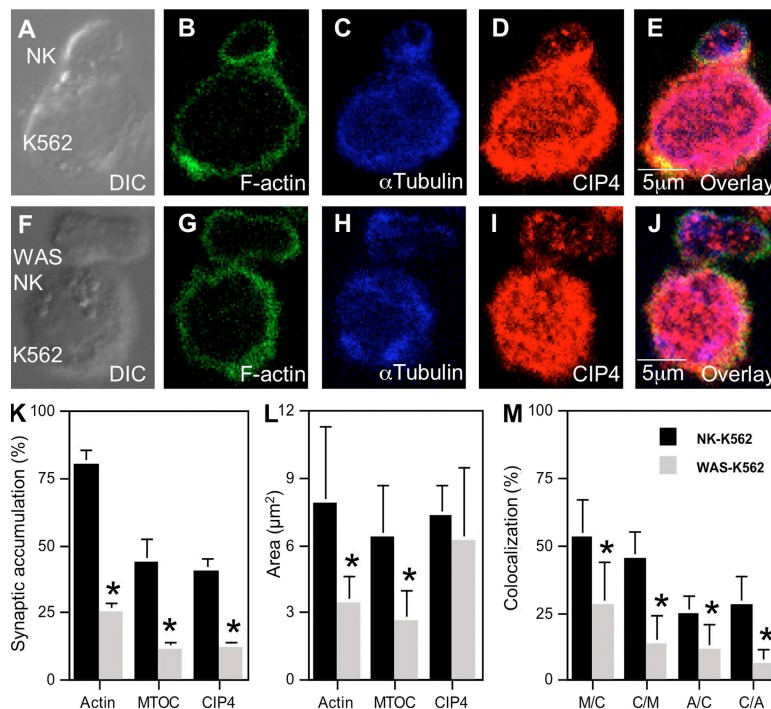 A B C D E
NK
K562
DIC F-actin αTubulin CIP4 5μm Overlay
F G H I J
WAS
NK
K562
DIC F-actin αTubulin CIP4 5μm Overlay
K
Synaptic accumulation (%)
100
75
50
25
0
* * *
Actin MTOC CIP4
L
Area (μm²)
12
9
6
3
0
* *
Actin MTOC CIP4
M
Colocalization (%)
100
75
50
25
0
NK-K562
WAS-K562
* * * *
M/C C/M A/C C/A